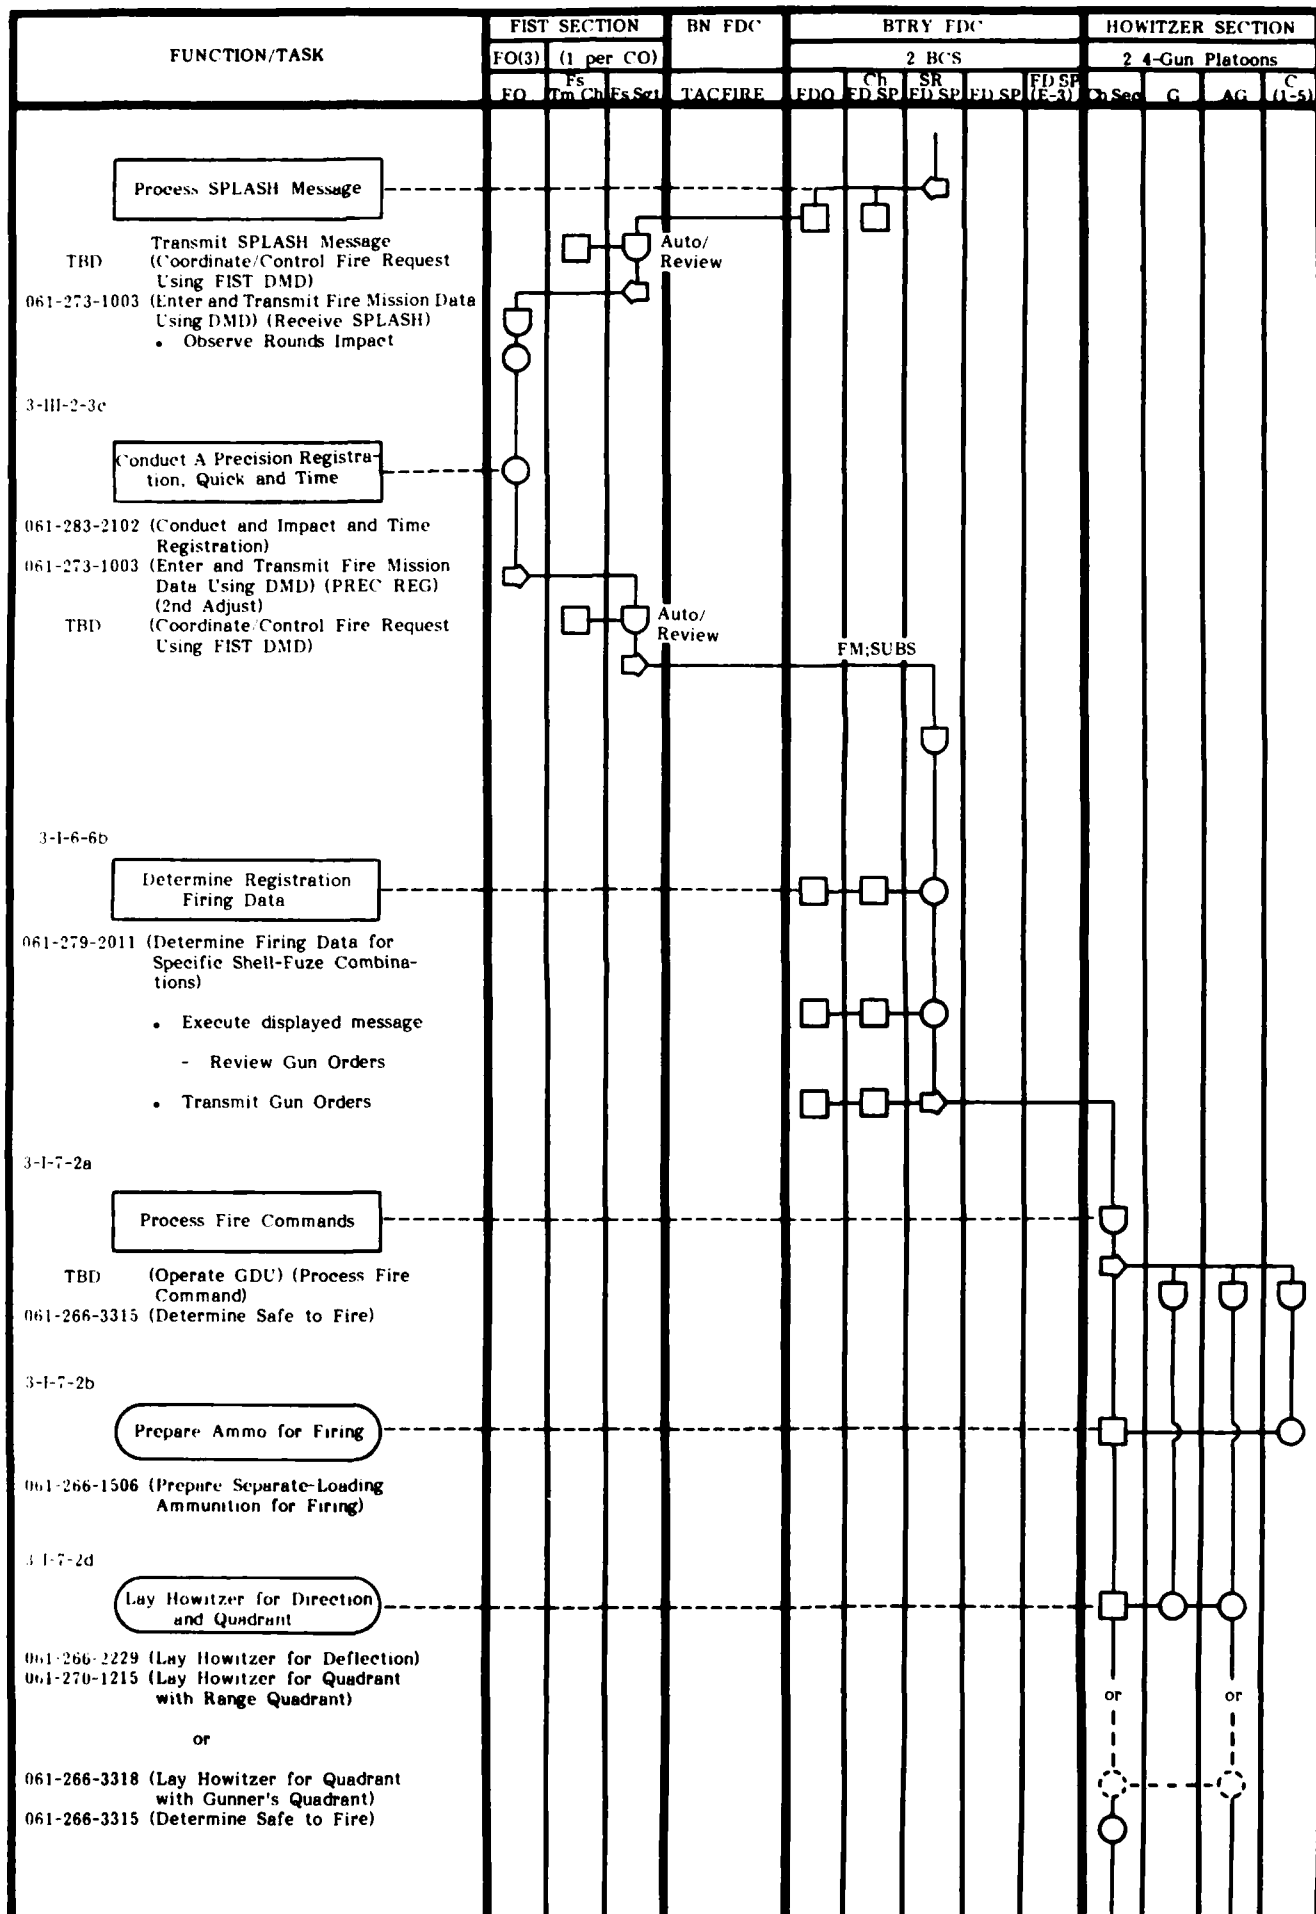 FUNCTION/TASK
FIST SECTION
BN FDC
BTRY FDC
HOWITZER SECTION
FO(3)
(1 per CO)
2 BCS
2 4-Gun Platoons
FO
Fs
Tm Ch
Fs Sgt
TACFIRE
FDO
Ch
FD SP
SR
FD SP
FD SP
FD SP
(E-3)
Ch Sec
G
AG
C
(1-5)
Process SPLASH Message
Transmit SPLASH Message
TBD (Coordinate/Control Fire Request
Using FIST DMD)
Auto/
Review
061-273-1003 (Enter and Transmit Fire Mission Data
Using DMD) (Receive SPLASH)
• Observe Rounds Impact
3-III-2-3c
Conduct A Precision Registra-
tion, Quick and Time
061-283-2102 (Conduct and Impact and Time
Registration)
061-273-1003 (Enter and Transmit Fire Mission
Data Using DMD) (PREC REG)
(2nd Adjust)
TBD (Coordinate/Control Fire Request
Using FIST DMD)
Auto/
Review
FM;SUBS
3-I-6-6b
Determine Registration
Firing Data
061-279-2011 (Determine Firing Data for
Specific Shell-Fuze Combina-
tions)
• Execute displayed message
- Review Gun Orders
• Transmit Gun Orders
3-I-7-2a
Process Fire Commands
TBD (Operate GDU) (Process Fire
Command)
061-266-3315 (Determine Safe to Fire)
3-I-7-2b
Prepare Ammo for Firing
061-266-1506 (Prepare Separate-Loading
Ammunition for Firing)
3-I-7-2d
Lay Howitzer for Direction
and Quadrant
061-266-2229 (Lay Howitzer for Deflection)
061-270-1215 (Lay Howitzer for Quadrant
with Range Quadrant)
or
or
or
061-266-3318 (Lay Howitzer for Quadrant
with Gunner's Quadrant)
061-266-3315 (Determine Safe to Fire)